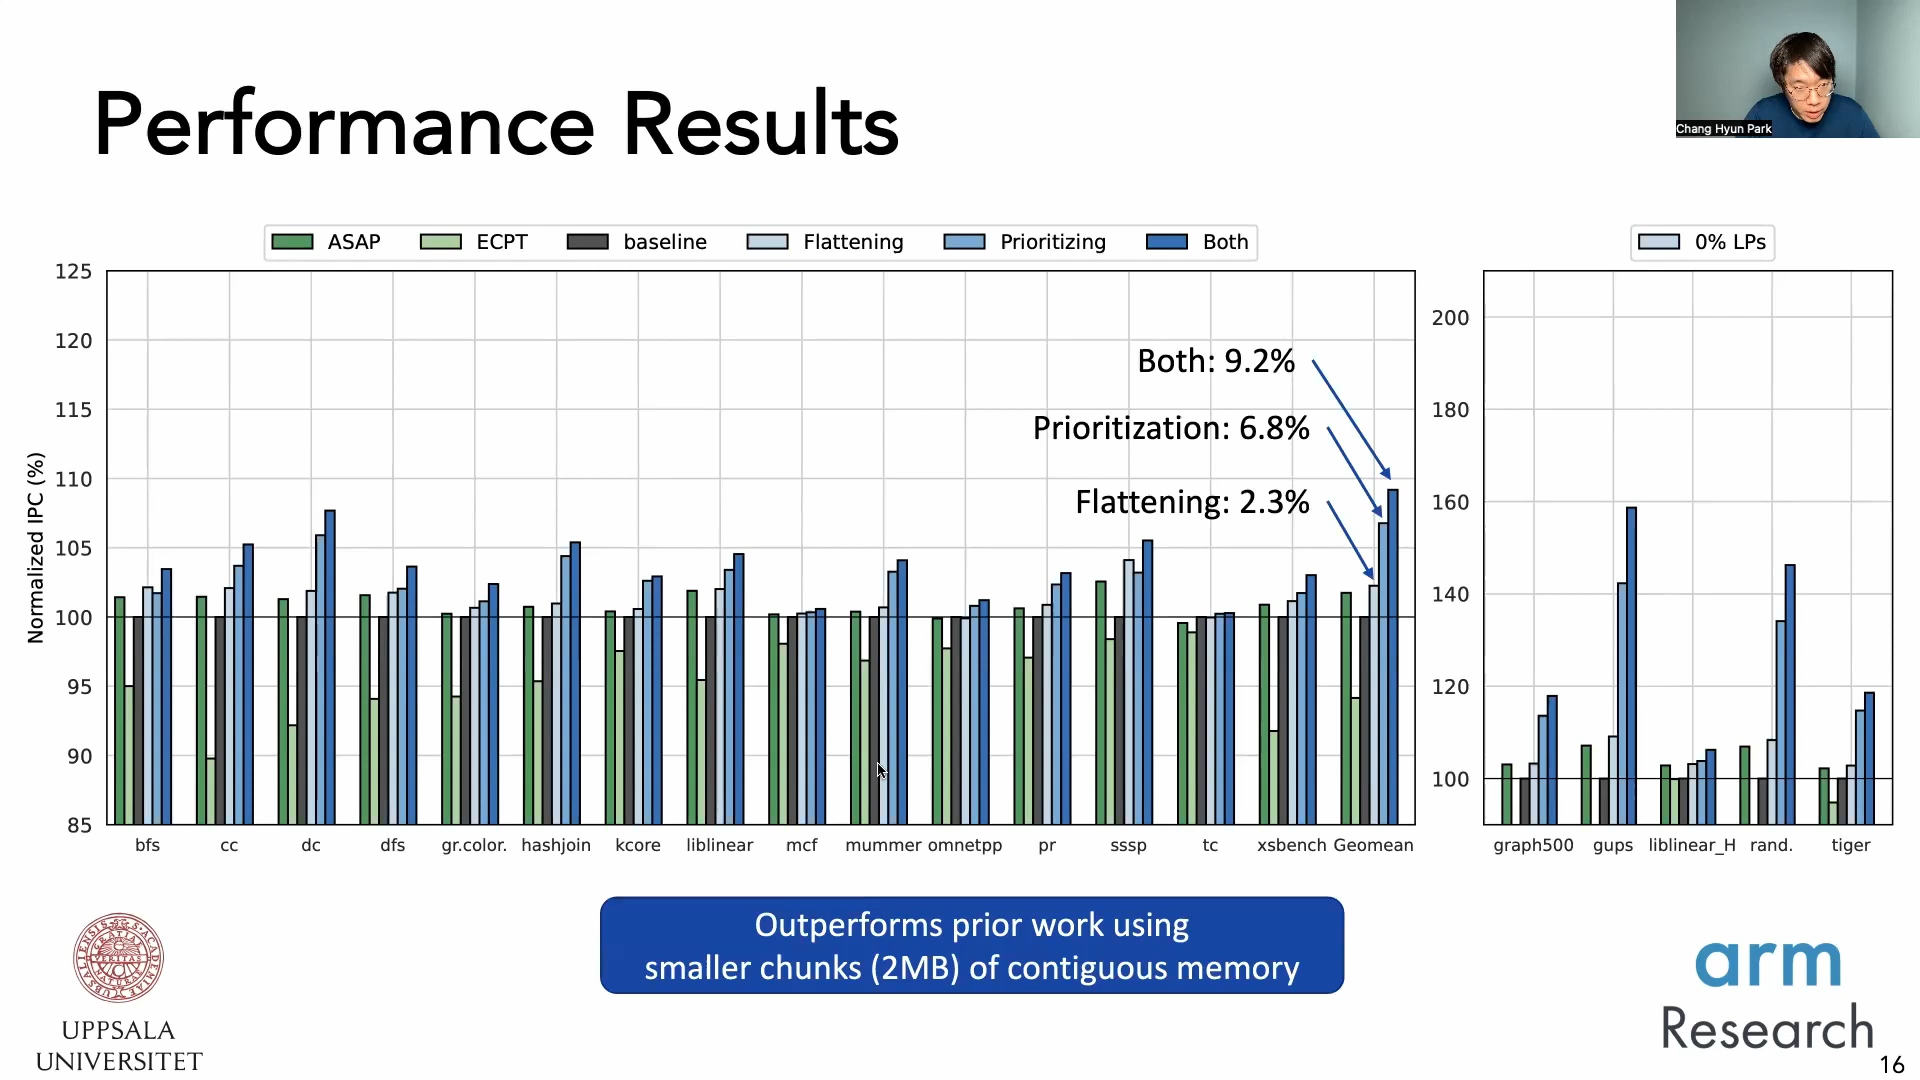 Performance Results
Chang Hyun Park
ASAP ECPT baseline Flattening Prioritizing Both
0% LPs
Normalized IPC (%)
125
120
115
110
105
100
95
90
85
Both: 9.2%
Prioritization: 6.8%
Flattening: 2.3%
bfs cc dc dfs gr.color. hashjoin kcore liblinear mcf mummer omnetpp pr sssp tc xsbench Geomean
200
180
160
140
120
100
graph500 gups liblinear_H rand. tiger
Outperforms prior work using
smaller chunks (2MB) of contiguous memory
UPPSALA
UNIVERSITET
arm
Research
16